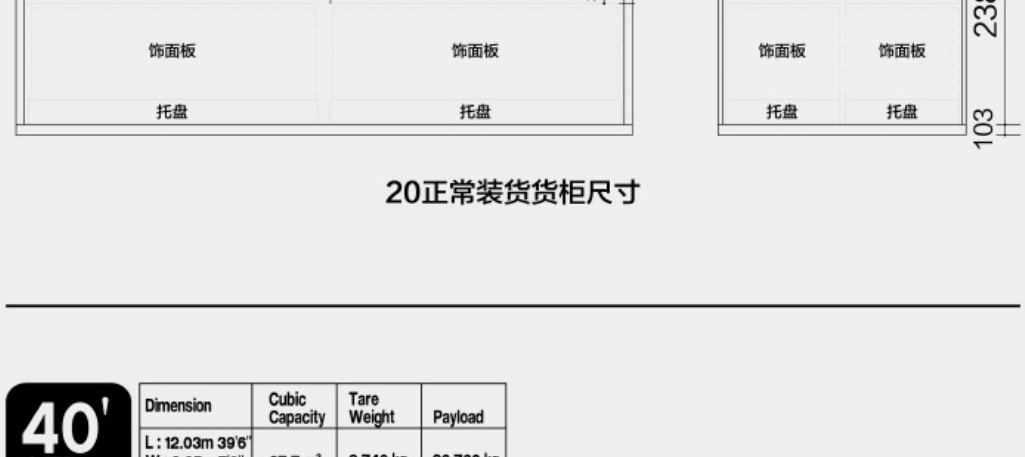 饰面板 饰面板 饰面板 饰面板
托盘 托盘 托盘 托盘
103
20正常装货货柜尺寸
40'
Dimension
Cubic Capacity
Tare Weight
Payload
L : 12.03m 39'6"